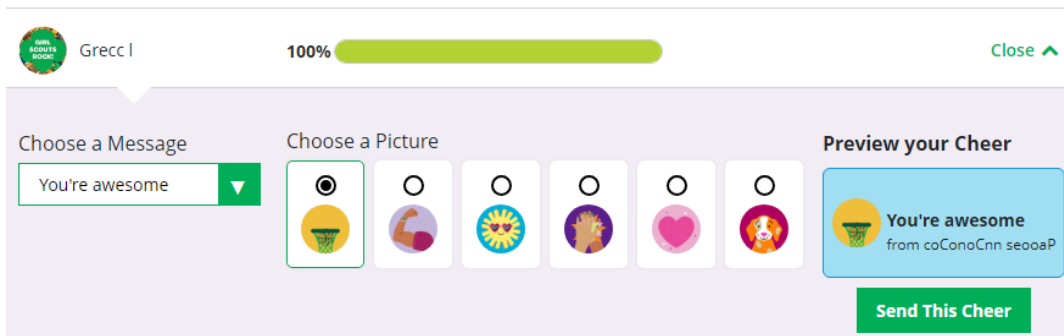 GIRL
SCOUTS
ROCK!
Grecc l
100%
Close
Choose a Message
You're awesome
Choose a Picture
Preview your Cheer
You're awesome
from coConoCnn seooaP
Send This Cheer